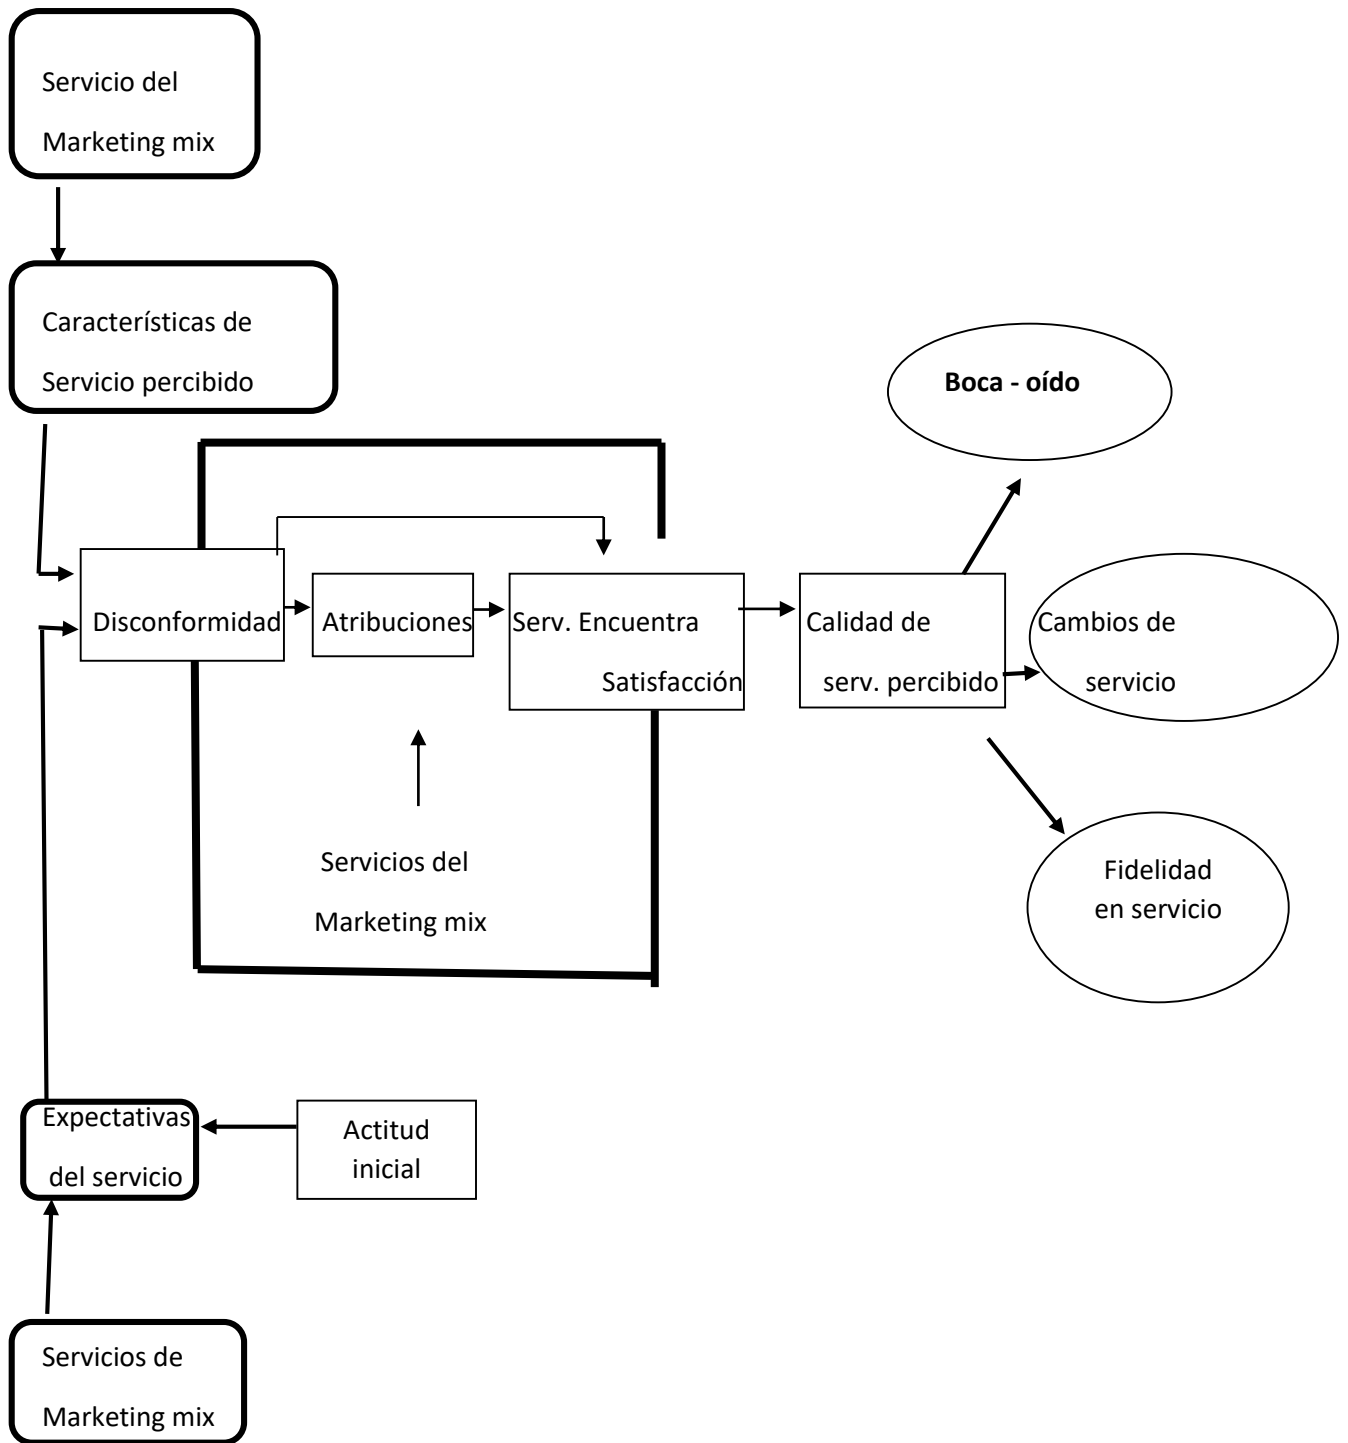 Servicio del
Marketing mix
Características de
Servicio percibido
Boca - oído
Disconformidad
Atribuciones
Serv. Encuentra
Satisfacción
Calidad de
serv. percibido
Cambios de
servicio
Servicios del
Marketing mix
Fidelidad
en servicio
Expectativas
del servicio
Actitud
inicial
Servicios de
Marketing mix